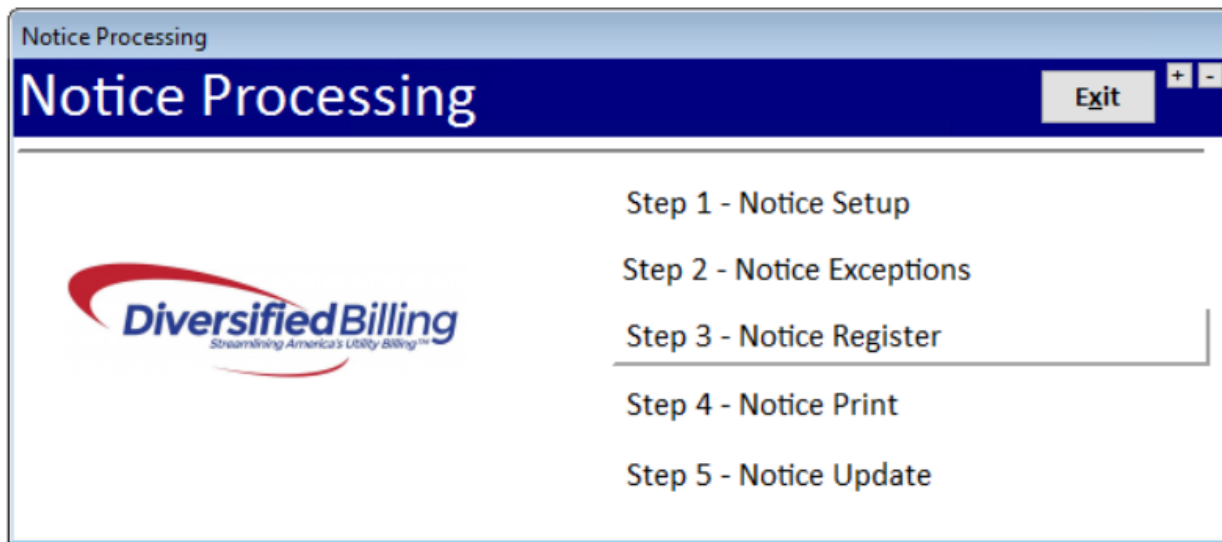 Notice Processing
Notice Processing
Exit
+ -
Step 1 - Notice Setup
Step 2 - Notice Exceptions
Diversified Billing
Streamlining America's Utility Billing™
Step 3 - Notice Register
Step 4 - Notice Print
Step 5 - Notice Update